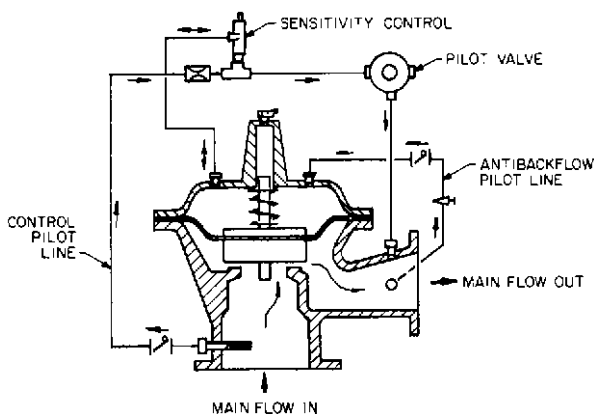 SENSITIVITY CONTROL
PILOT VALVE
ANTIBACKFLOW
PILOT LINE
CONTROL
PILOT
LINE
MAIN FLOW OUT
MAIN FLOW IN